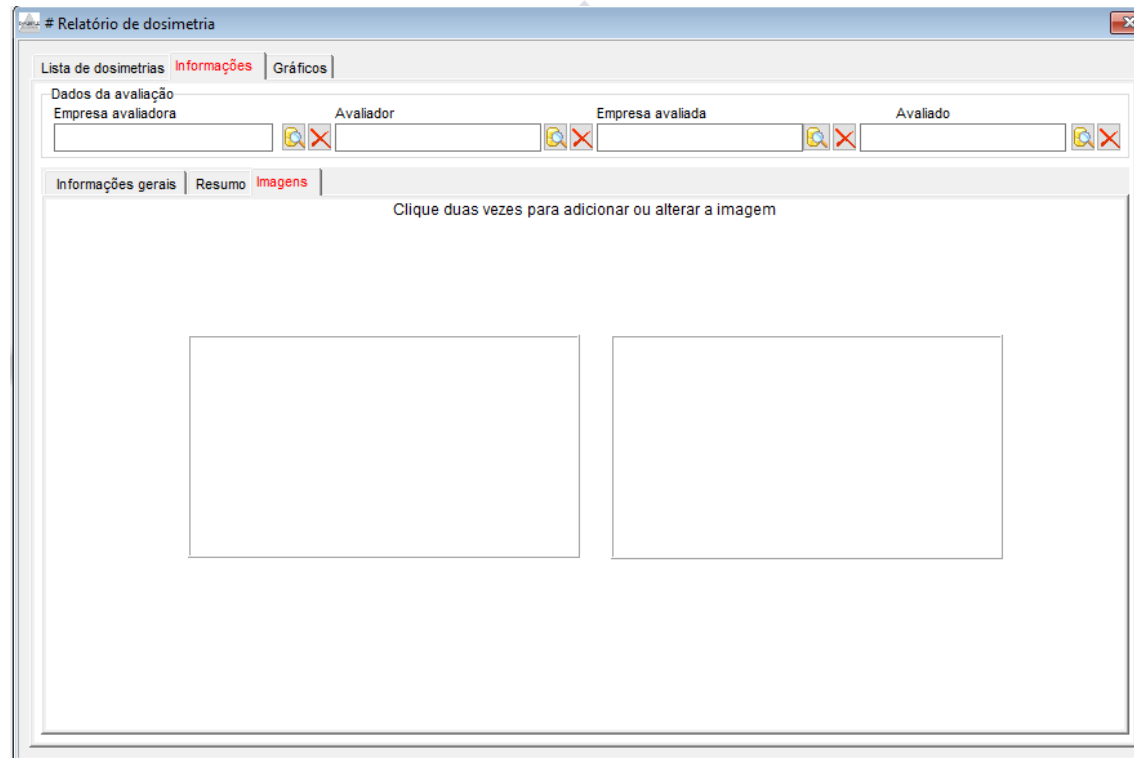 # Relatório de dosimetria
Lista de dosimetrias Informações Gráficos
Dados da avaliação
Empresa avaliadora Avaliador Empresa avaliada Avaliado
Informações gerais Resumo Imagens
Clique duas vezes para adicionar ou alterar a imagem